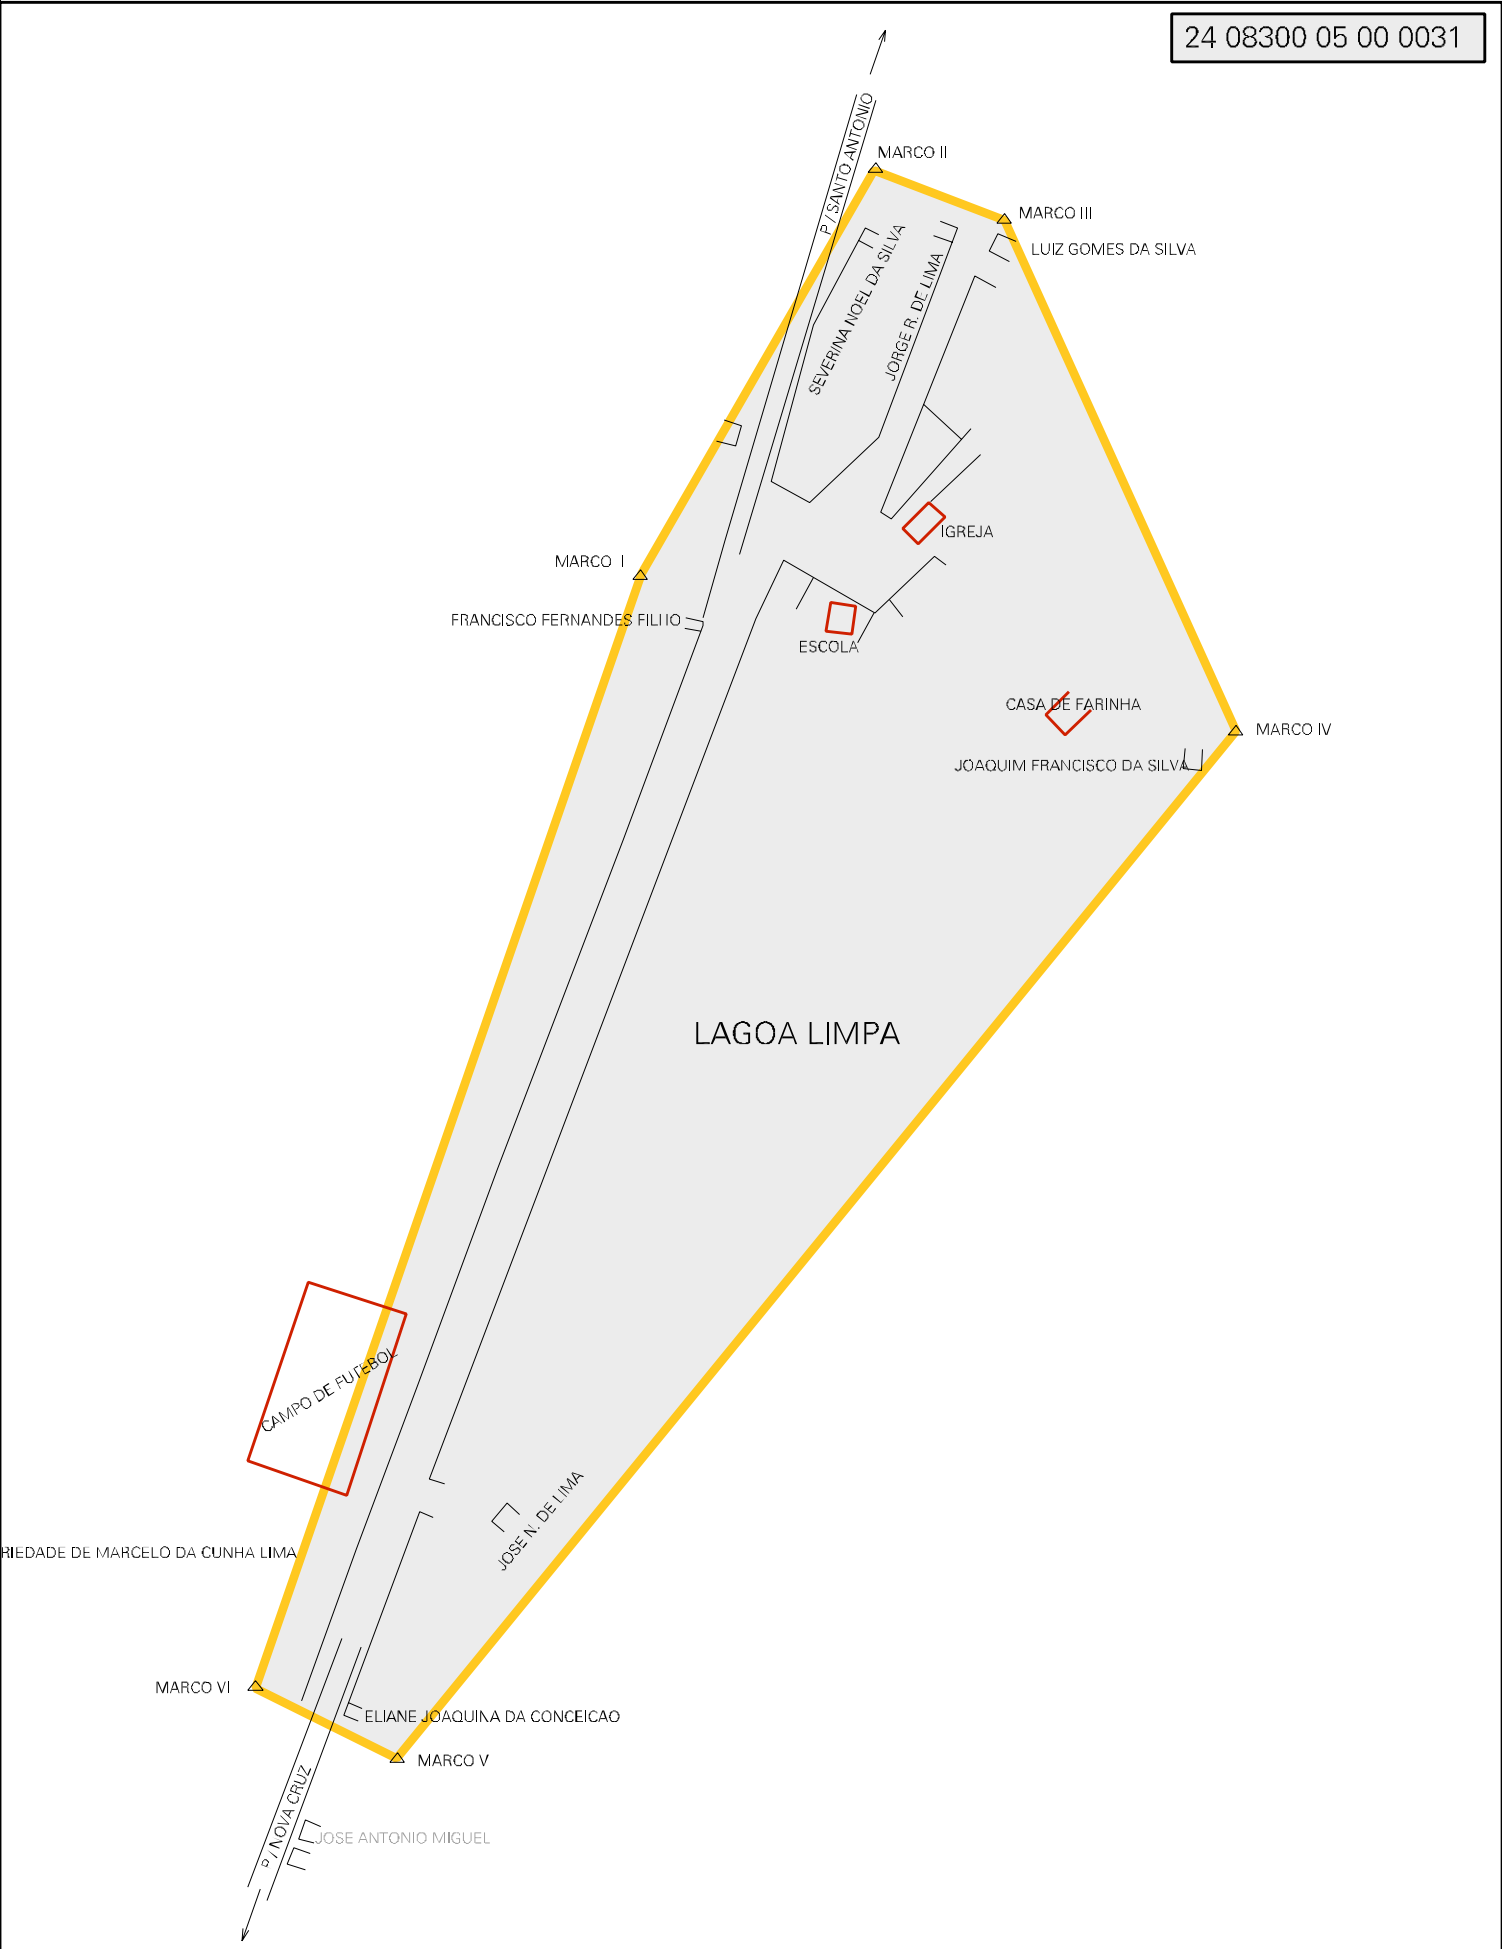 24 08300 05 00 0031
P / SANTO ANTONIO
MARCO II
MARCO III
LUIZ GOMES DA SILVA
SEVERINA NOEL DA SILVA
JORGE R. DE LIMA
IGREJA
MARCO I
FRANCISCO FERNANDES FILHO
ESCOLA
CASA DE FARINHA
MARCO IV
JOAQUIM FRANCISCO DA SILVA
LAGOA LIMPA
CAMPO DE FUTEBOL
JOSE N. DE LIMA
RIEDADE DE MARCELO DA CUNHA LIMA
MARCO VI
ELIANE JOAQUINA DA CONCEICAO
MARCO V
P / NOVA CRUZ
JOSE ANTONIO MIGUEL